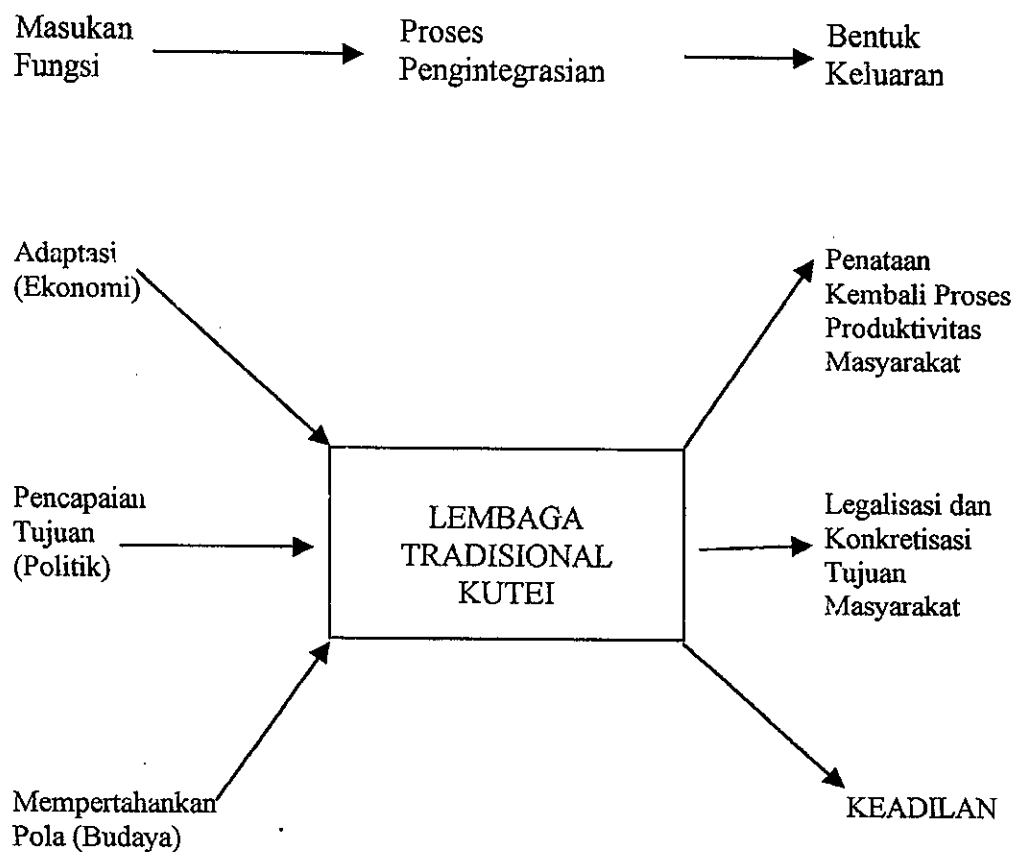 Masukan
Fungsi
Proses
Pengintegrasian
Bentuk
Keluaran
Adaptasi
(Ekonomi)
Penataan
Kembali Proses
Produktivitas
Masyarakat
Pencapaian
Tujuan
(Politik)
LEMBAGA
TRADISIONAL
KUTEI
Legalisasi dan
Konkretisasi
Tujuan
Masyarakat
Mempertahankan
Pola (Budaya)
KEADILAN